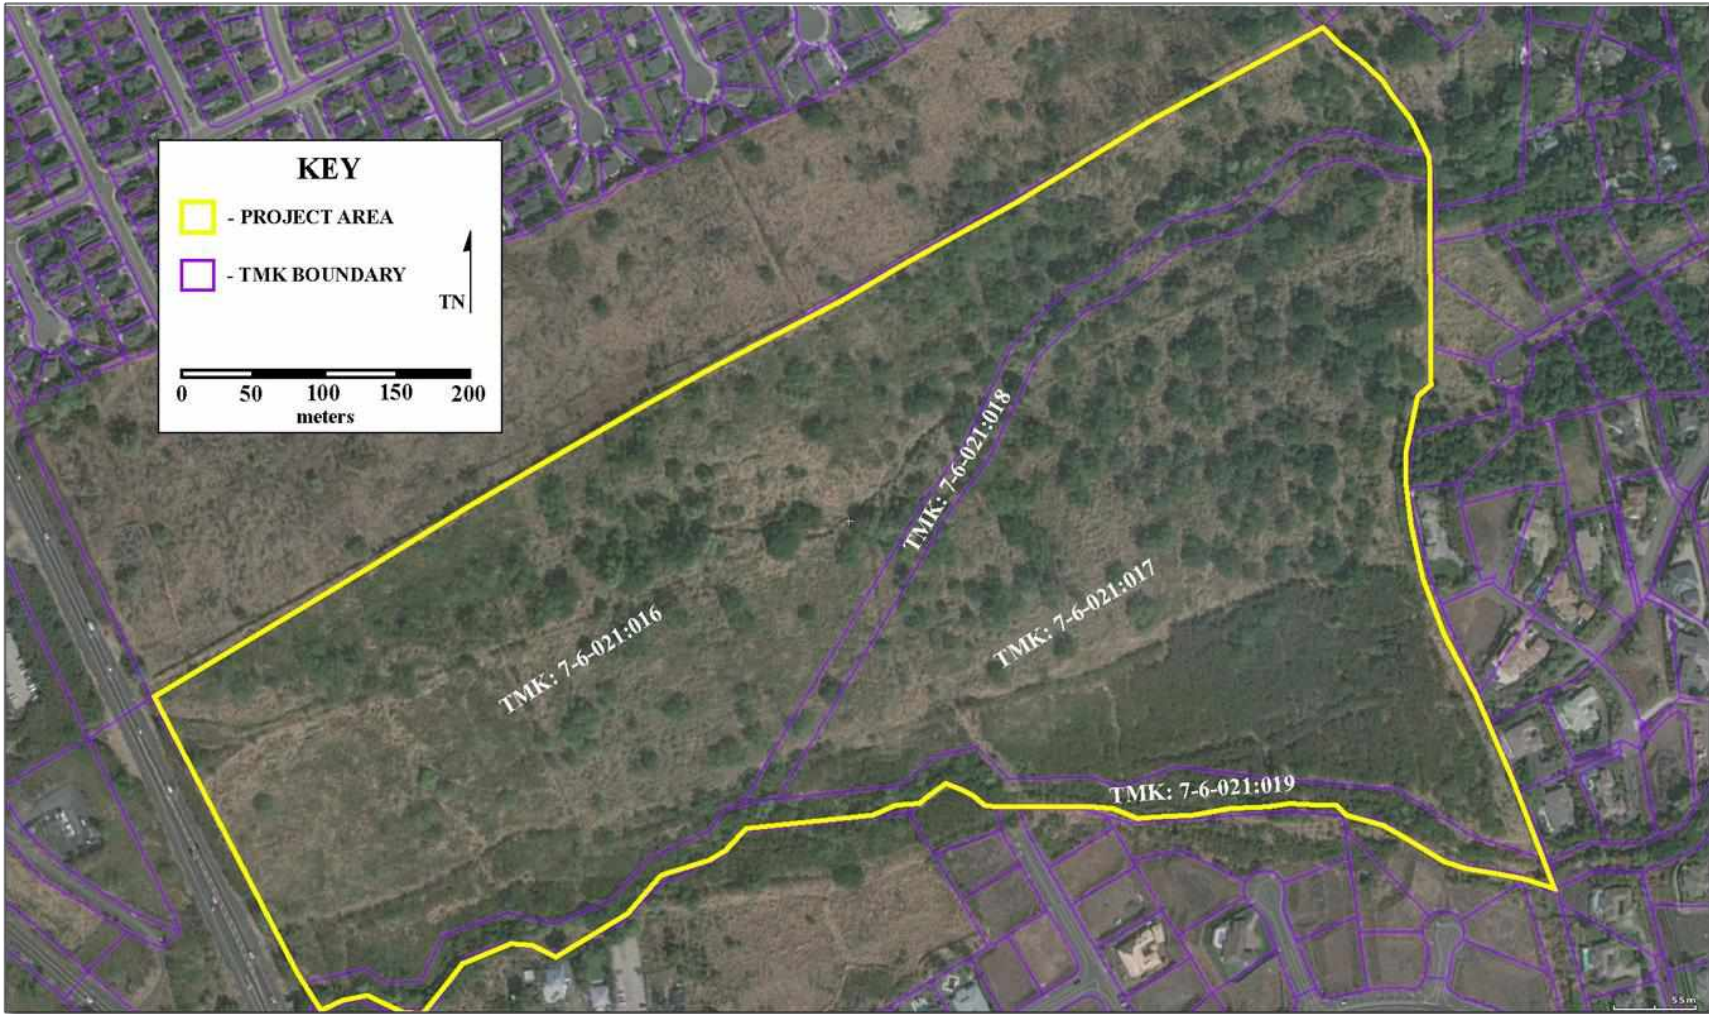 KEY
- PROJECT AREA
- TMK BOUNDARY
TN
0 50 100 150 200
meters
TMK: 7-6-021:018
TMK: 7-6-021:017
TMK: 7-6-021:016
TMK: 7-6-021:019
55 m